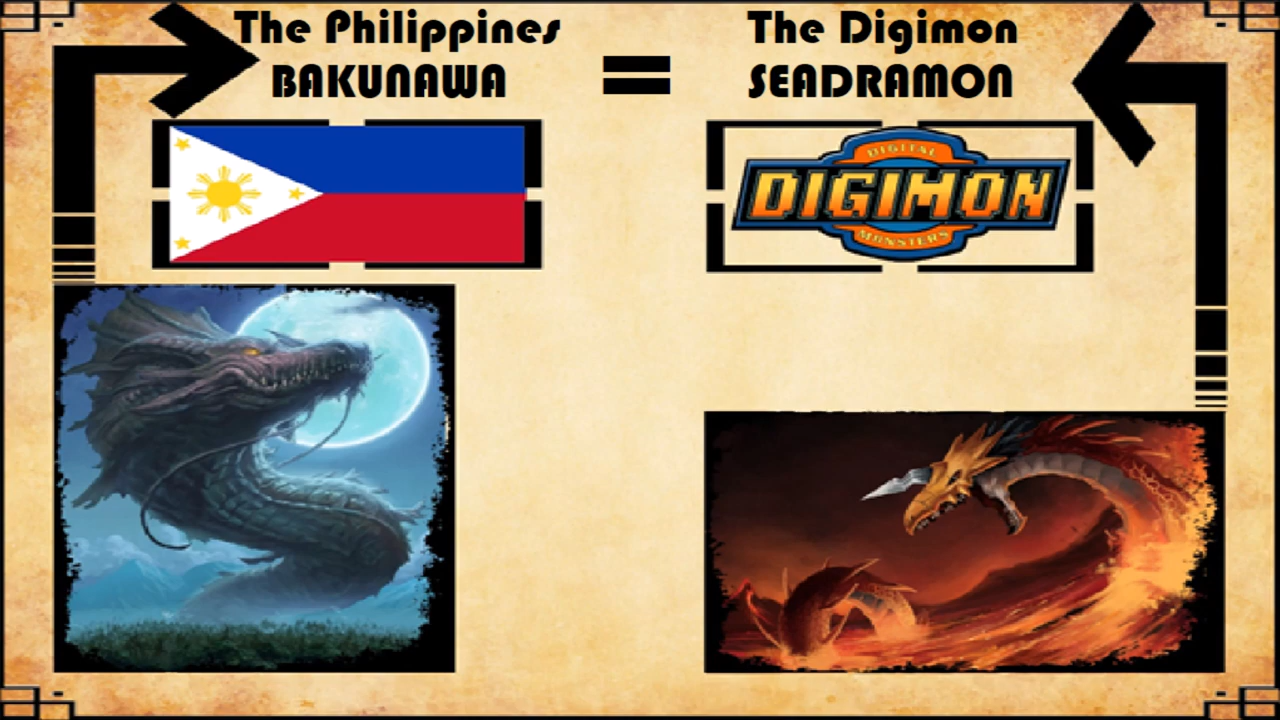 The Philippines
BAKUNAWA
=
The Digimon
SEADRAMON
DIGITAL
DIGIMON
MONSTERS